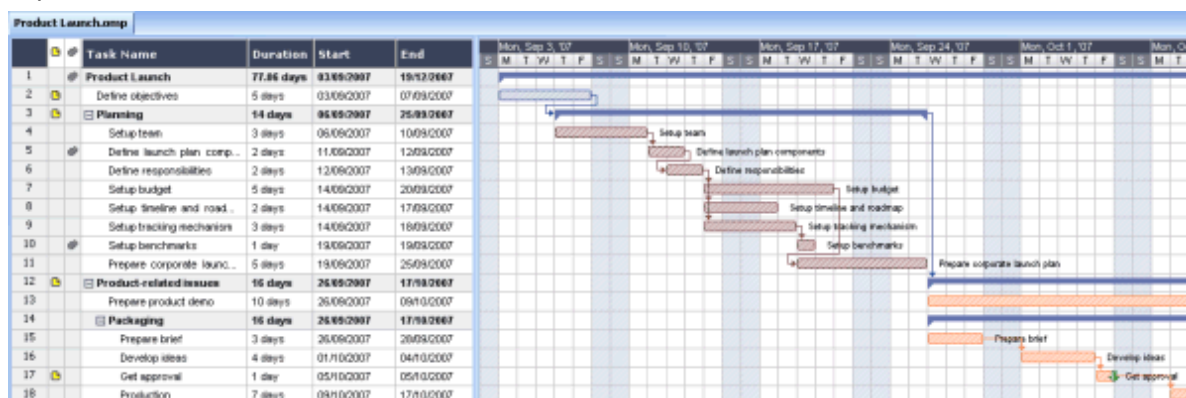 Product Launch.omp
Task Name Duration Start End
Mon, Sep 3, '07 Mon, Sep 10, '07 Mon, Sep 17, '07 Mon, Sep 24, '07 Mon, Oct 1, '07 Mon, O
S M T W T F S S M T W T F S S M T W T F S S M T W T F S S M T W T F S S M T
1 Product Launch 77.86 days 03/09/2007 19/12/2007
2 Define objectives 5 days 03/09/2007 07/09/2007
3 Planning 14 days 06/09/2007 25/09/2007
4 Setup team 3 days 06/09/2007 10/09/2007 Setup team
5 Define launch plan comp... 2 days 11/09/2007 12/09/2007 Define launch plan components
6 Define responsibilities 2 days 12/09/2007 13/09/2007 Define responsibilities
7 Setup budget 5 days 14/09/2007 20/09/2007 Setup budget
8 Setup timeline and road... 2 days 14/09/2007 17/09/2007 Setup timeline and roadmap
9 Setup tracking mechanism 3 days 14/09/2007 18/09/2007 Setup tracking mechanism
10 Setup benchmarks 1 day 19/09/2007 19/09/2007 Setup benchmarks
11 Prepare corporate launc... 5 days 19/09/2007 25/09/2007 Prepare corporate launch plan
12 Product-related issues 16 days 26/09/2007 17/10/2007
13 Prepare product demo 10 days 26/09/2007 09/10/2007
14 Packaging 16 days 26/09/2007 17/10/2007
15 Prepare brief 3 days 26/09/2007 28/09/2007 Prepare brief
16 Develop ideas 4 days 01/10/2007 04/10/2007 Develop ideas
17 Get approval 1 day 05/10/2007 05/10/2007 Get approval
18 Production 7 days 09/10/2007 17/10/2007